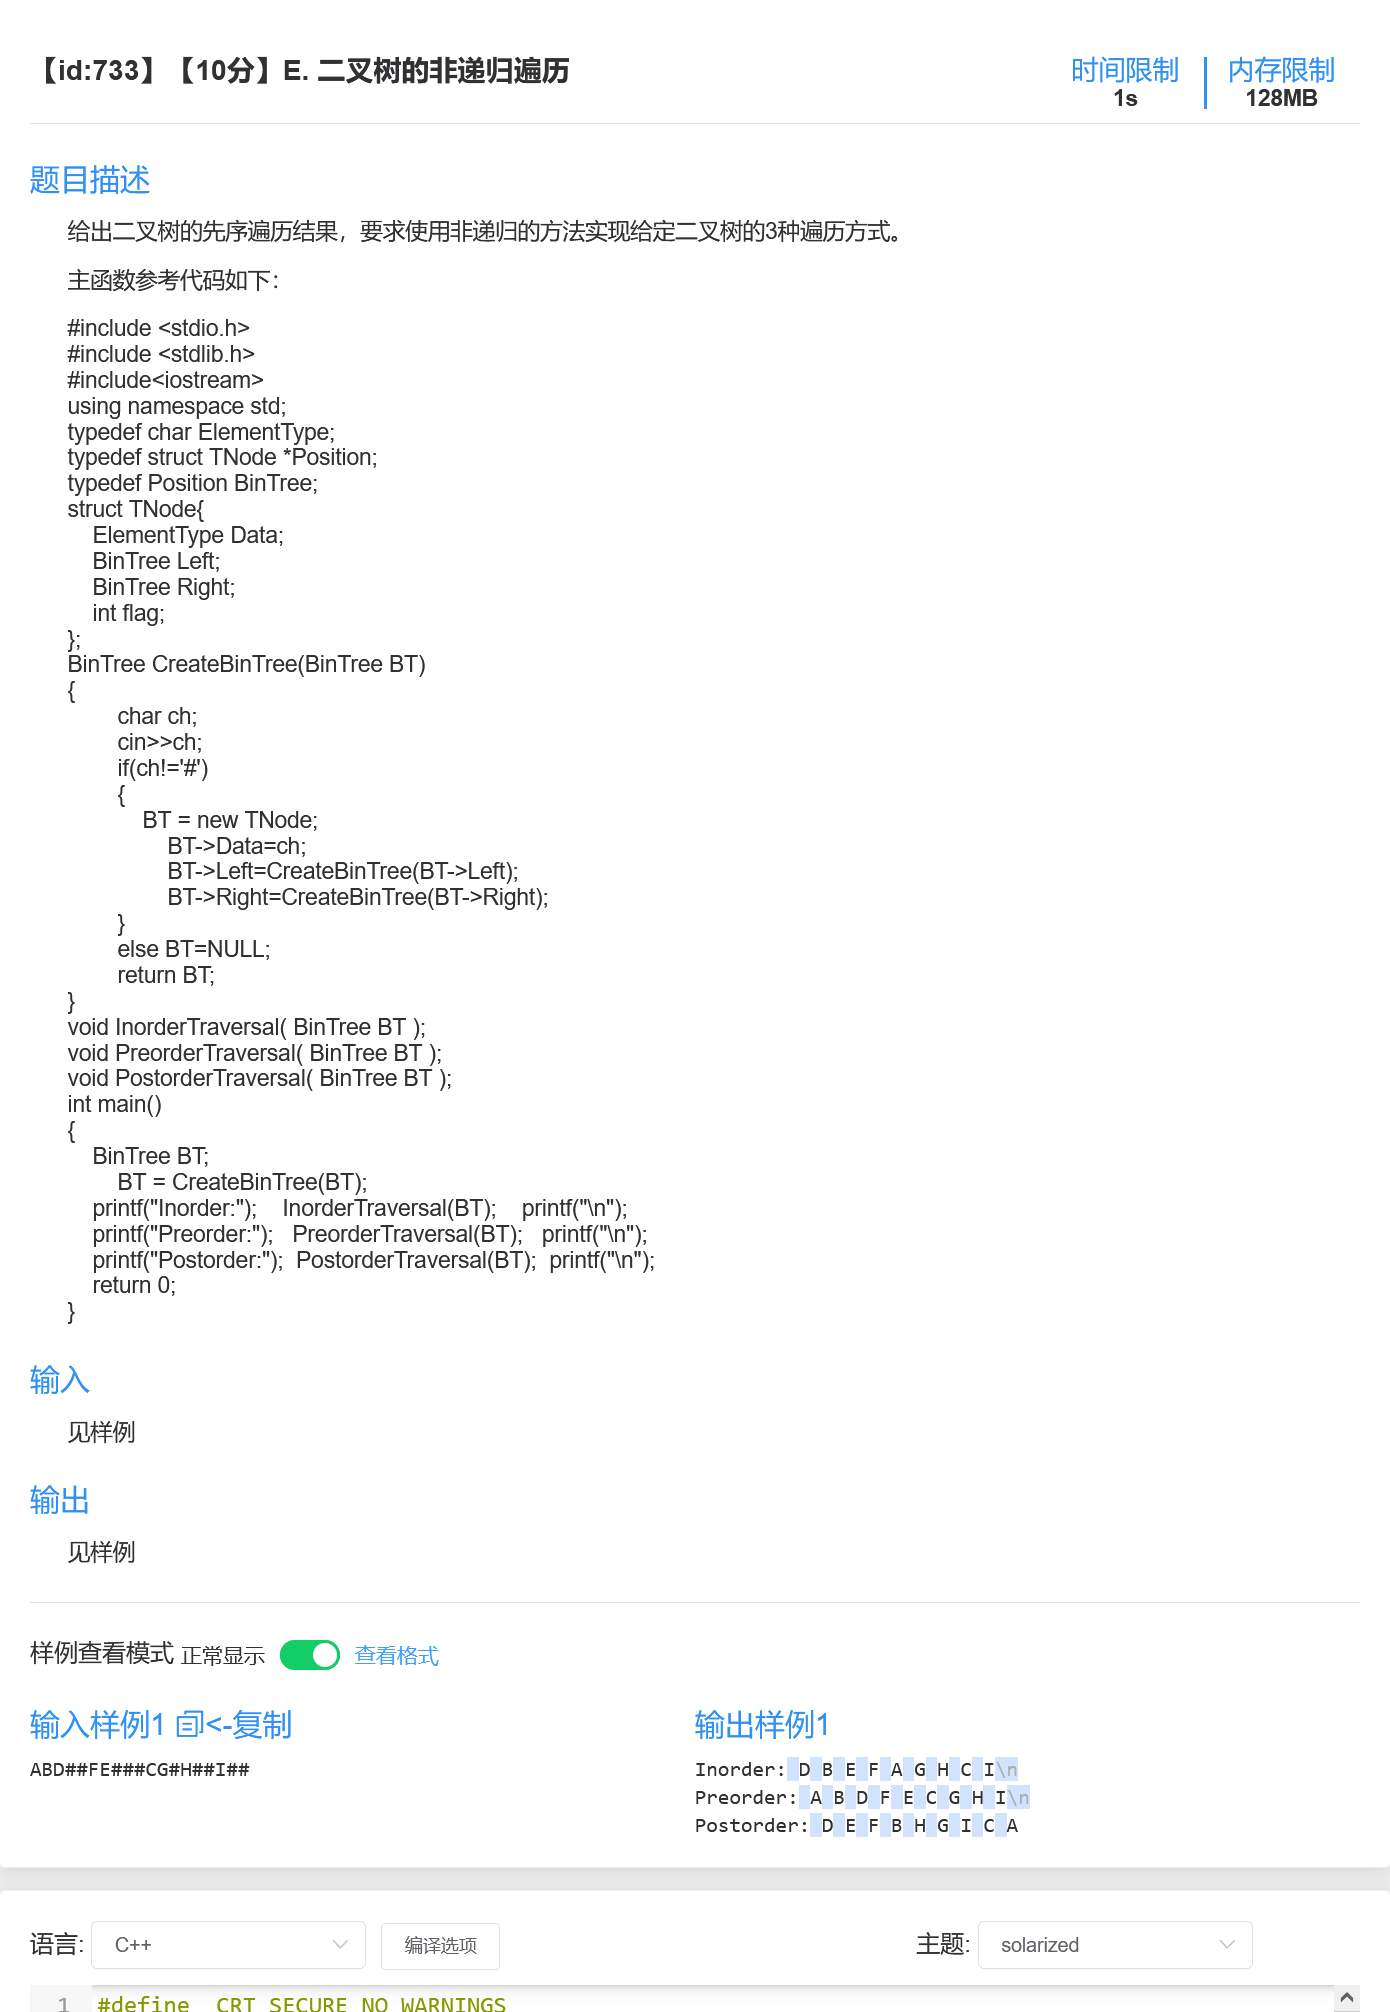 【id:733】【10分】E. 二叉树的非递归遍历
时间限制
1s
内存限制
128MB
题目描述
给出二叉树的先序遍历结果，要求使用非递归的方法实现给定二叉树的3种遍历方式。
主函数参考代码如下：
#include <stdio.h>
#include <stdlib.h>
#include<iostream>
using namespace std;
typedef char ElementType;
typedef struct TNode *Position;
typedef Position BinTree;
struct TNode{
    ElementType Data;
    BinTree Left;
    BinTree Right;
    int flag;
};
BinTree CreateBinTree(BinTree BT)
{
        char ch;
        cin>>ch;
        if(ch!='#')
        {
            BT = new TNode;
                BT->Data=ch;
                BT->Left=CreateBinTree(BT->Left);
                BT->Right=CreateBinTree(BT->Right);
        }
        else BT=NULL;
        return BT;
}
void InorderTraversal( BinTree BT );
void PreorderTraversal( BinTree BT );
void PostorderTraversal( BinTree BT );
int main()
{
    BinTree BT;
        BT = CreateBinTree(BT);
    printf("Inorder:");    InorderTraversal(BT);    printf("\n");
    printf("Preorder:");   PreorderTraversal(BT);   printf("\n");
    printf("Postorder:");  PostorderTraversal(BT);  printf("\n");
    return 0;
}
输入
见样例
输出
见样例
样例查看模式 正常显示 查看格式
输入样例1 <-复制
ABD##FE###CG#H##I##
输出样例1
Inorder: D B E F A G H C I\n
Preorder: A B D F E C G H I\n
Postorder: D E F B H G I C A
语言: C++ 编译选项 主题: solarized
1 #define _CRT_SECURE_NO_WARNINGS